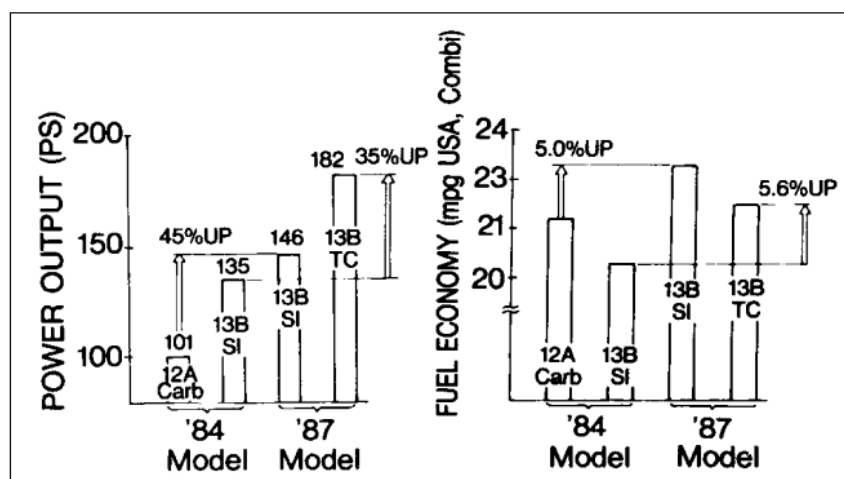 POWER OUTPUT (PS)
200
150
100
45%UP
101
12A
Carb
135
13B
SI
146
13B
SI
182
13B
TC
35%UP
'84
Model
'87
Model
FUEL ECONOMY (mpg USA, Combi)
24
23
21
20
5.0%UP
12A
Carb
13B
SI
13B
SI
13B
TC
5.6%UP
'84
Model
'87
Model